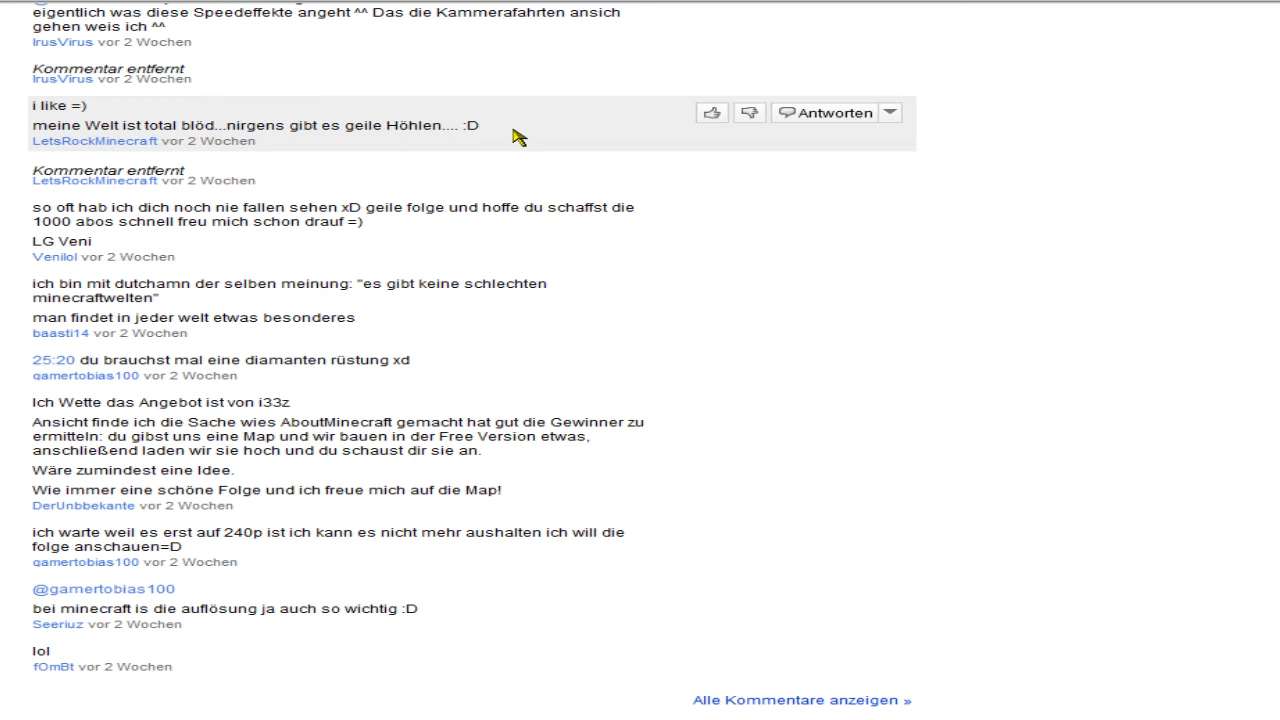 eigentlich was diese Speedeffekte angeht ^^ Das die Kammerafahrten ansich
gehen weis ich ^^
IrusVirus vor 2 Wochen
Kommentar entfernt
IrusVirus vor 2 Wochen
i like =)
meine Welt ist total blöd...nirgens gibt es geile Höhlen.... :D
Antworten
LetsRockMinecraft vor 2 Wochen
Kommentar entfernt
LetsRockMinecraft vor 2 Wochen
so oft hab ich dich noch nie fallen sehen xD geile folge und hoffe du schaffst die
1000 abos schnell freu mich schon drauf =)
LG Veni
Venilol vor 2 Wochen
ich bin mit dutchamn der selben meinung: "es gibt keine schlechten
minecraftwelten"
man findet in jeder welt etwas besonderes
baasti14 vor 2 Wochen
25:20 du brauchst mal eine diamanten rüstung xd
gamertobias100 vor 2 Wochen
Ich Wette das Angebot ist von i33z
Ansicht finde ich die Sache wies AboutMinecraft gemacht hat gut die Gewinner zu
ermitteln: du gibst uns eine Map und wir bauen in der Free Version etwas,
anschließend laden wir sie hoch und du schaust dir sie an.
Wäre zumindest eine Idee.
Wie immer eine schöne Folge und ich freue mich auf die Map!
DerUnbbekante vor 2 Wochen
ich warte weil es erst auf 240p ist ich kann es nicht mehr aushalten ich will die
folge anschauen=D
gamertobias100 vor 2 Wochen
@gamertobias100
bei minecraft is die auflösung ja auch so wichtig :D
Seeriuz vor 2 Wochen
lol
fOmBt vor 2 Wochen
Alle Kommentare anzeigen »